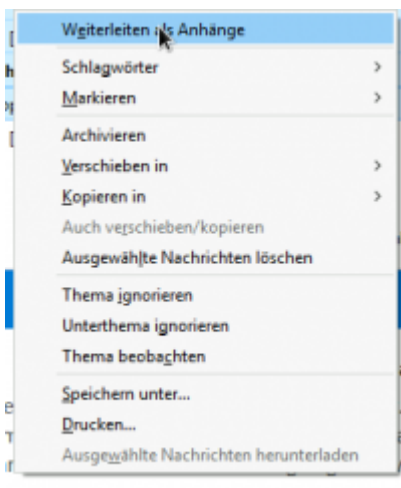 Weiterleiten als Anhänge
Schlagwörter
Markieren
Archivieren
Verschieben in
Kopieren in
Auch verschieben/kopieren
Ausgewählte Nachrichten löschen
Thema ignorieren
Unterthema ignorieren
Thema beobachten
Speichern unter...
Drucken...
Ausgewählte Nachrichten herunterladen